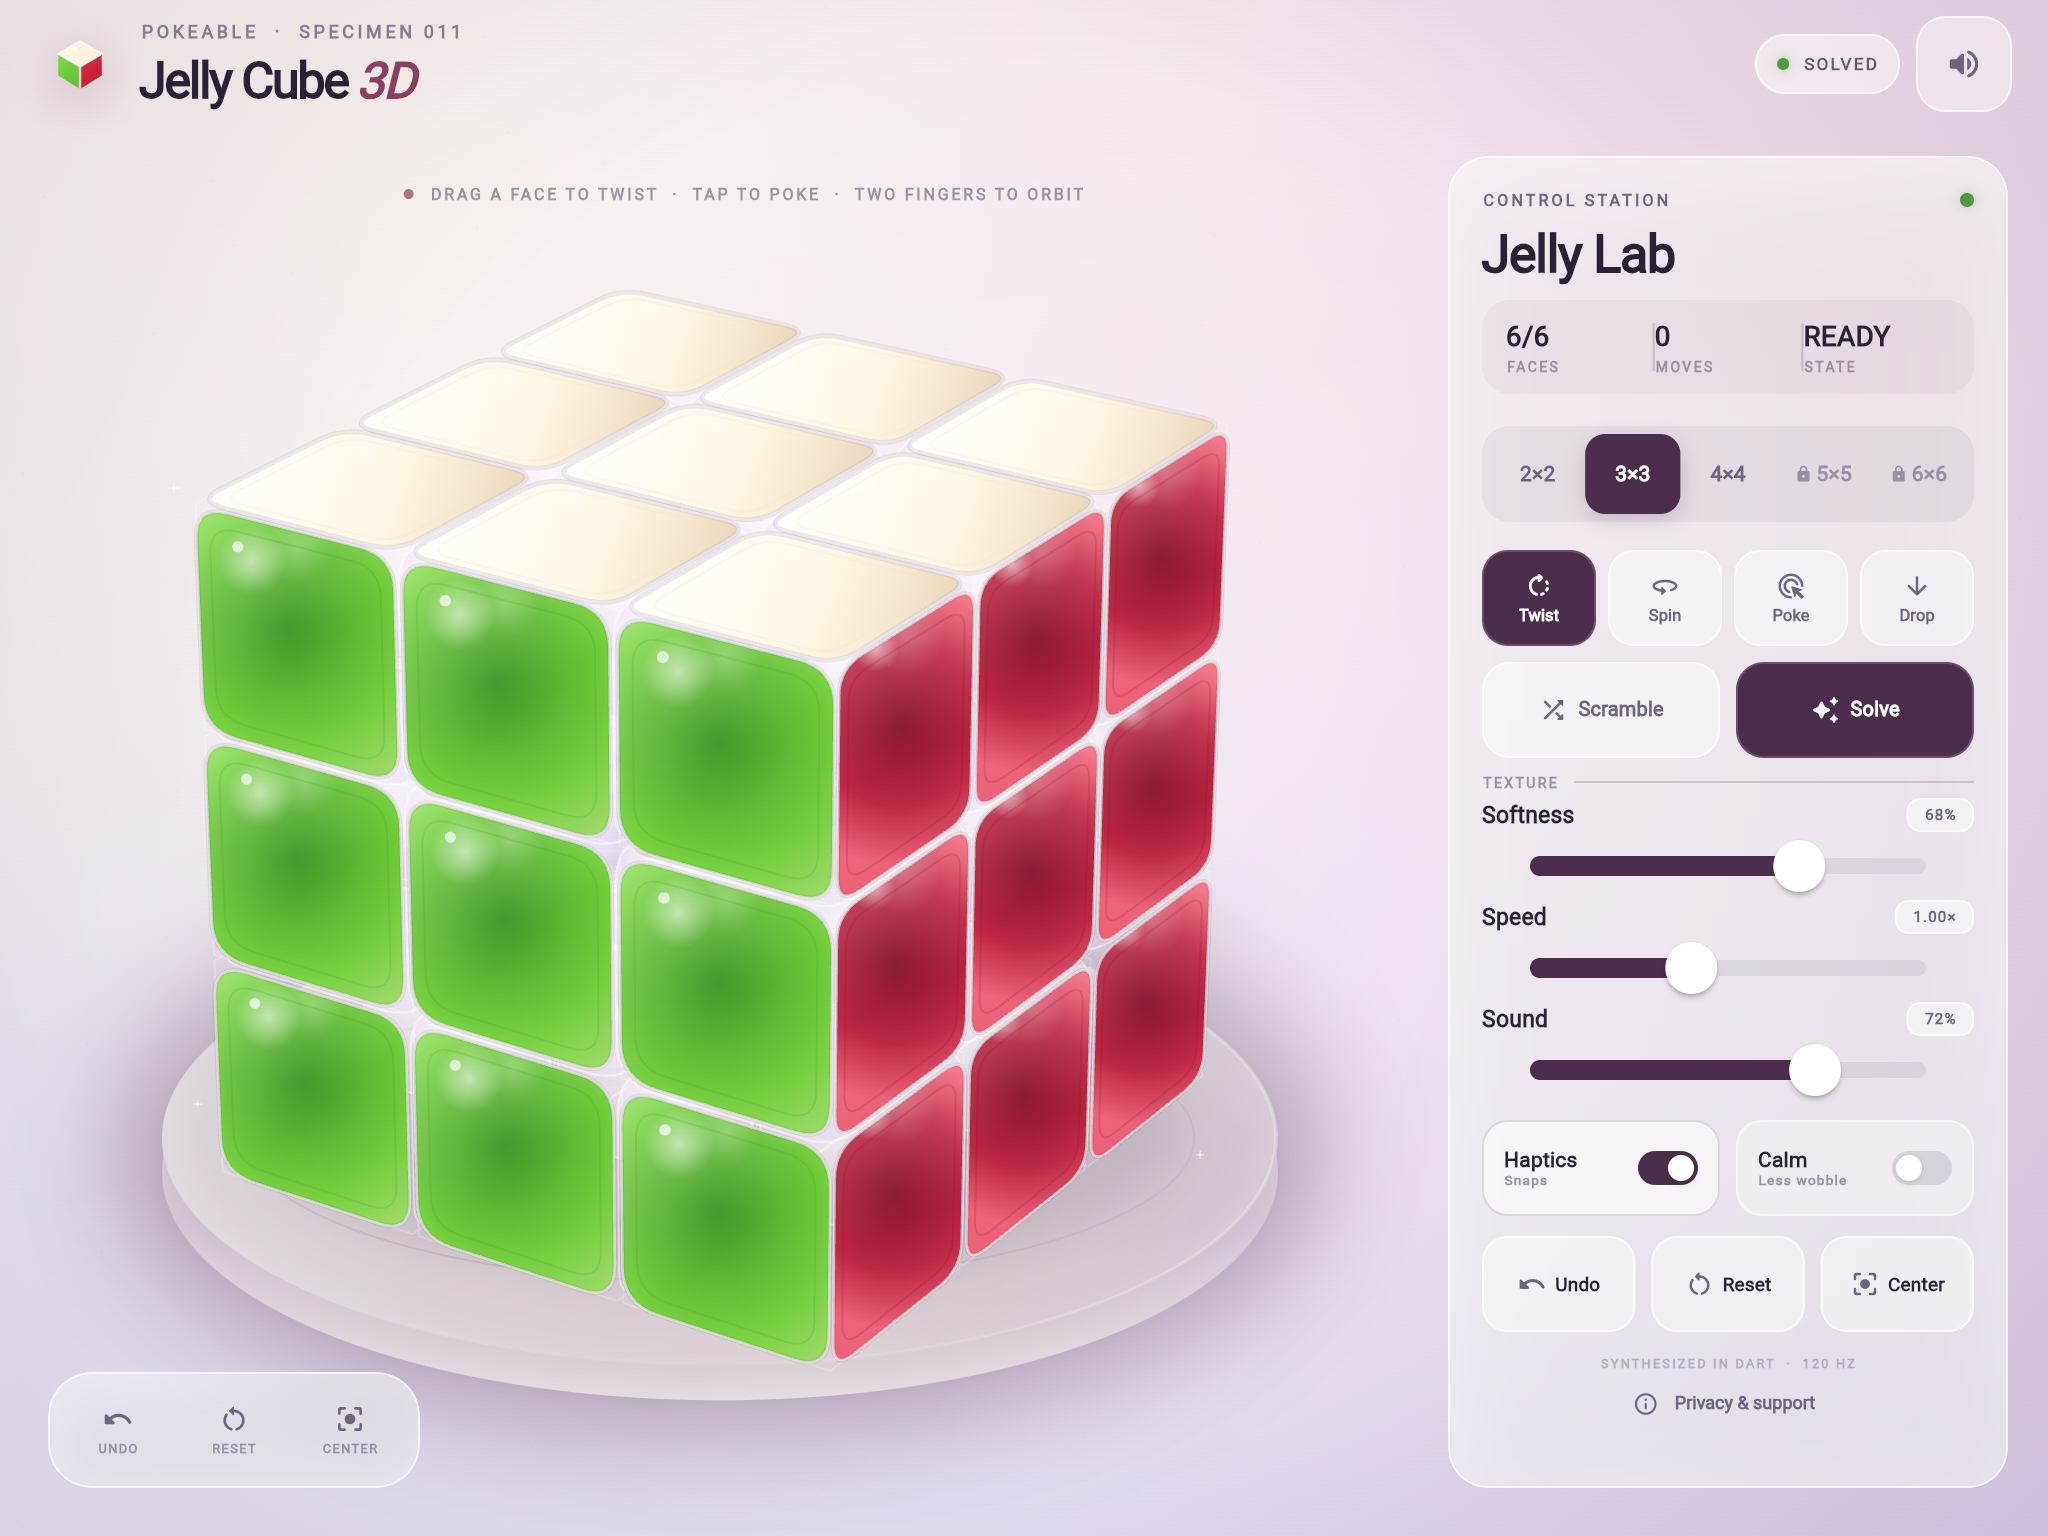 POKEABLE · SPECIMEN 011
Jelly Cube 3D
SOLVED
DRAG A FACE TO TWIST · TAP TO POKE · TWO FINGERS TO ORBIT
CONTROL STATION
Jelly Lab
6/6 0 READY
FACES MOVES STATE
2×2 3×3 4×4 5×5 6×6
Twist Spin Poke Drop
Scramble Solve
TEXTURE
Softness 68%
Speed 1.00×
Sound 72%
Haptics Calm
Snaps Less wobble
Undo Reset Center
SYNTHESIZED IN DART · 120 HZ
Privacy & support
UNDO RESET CENTER